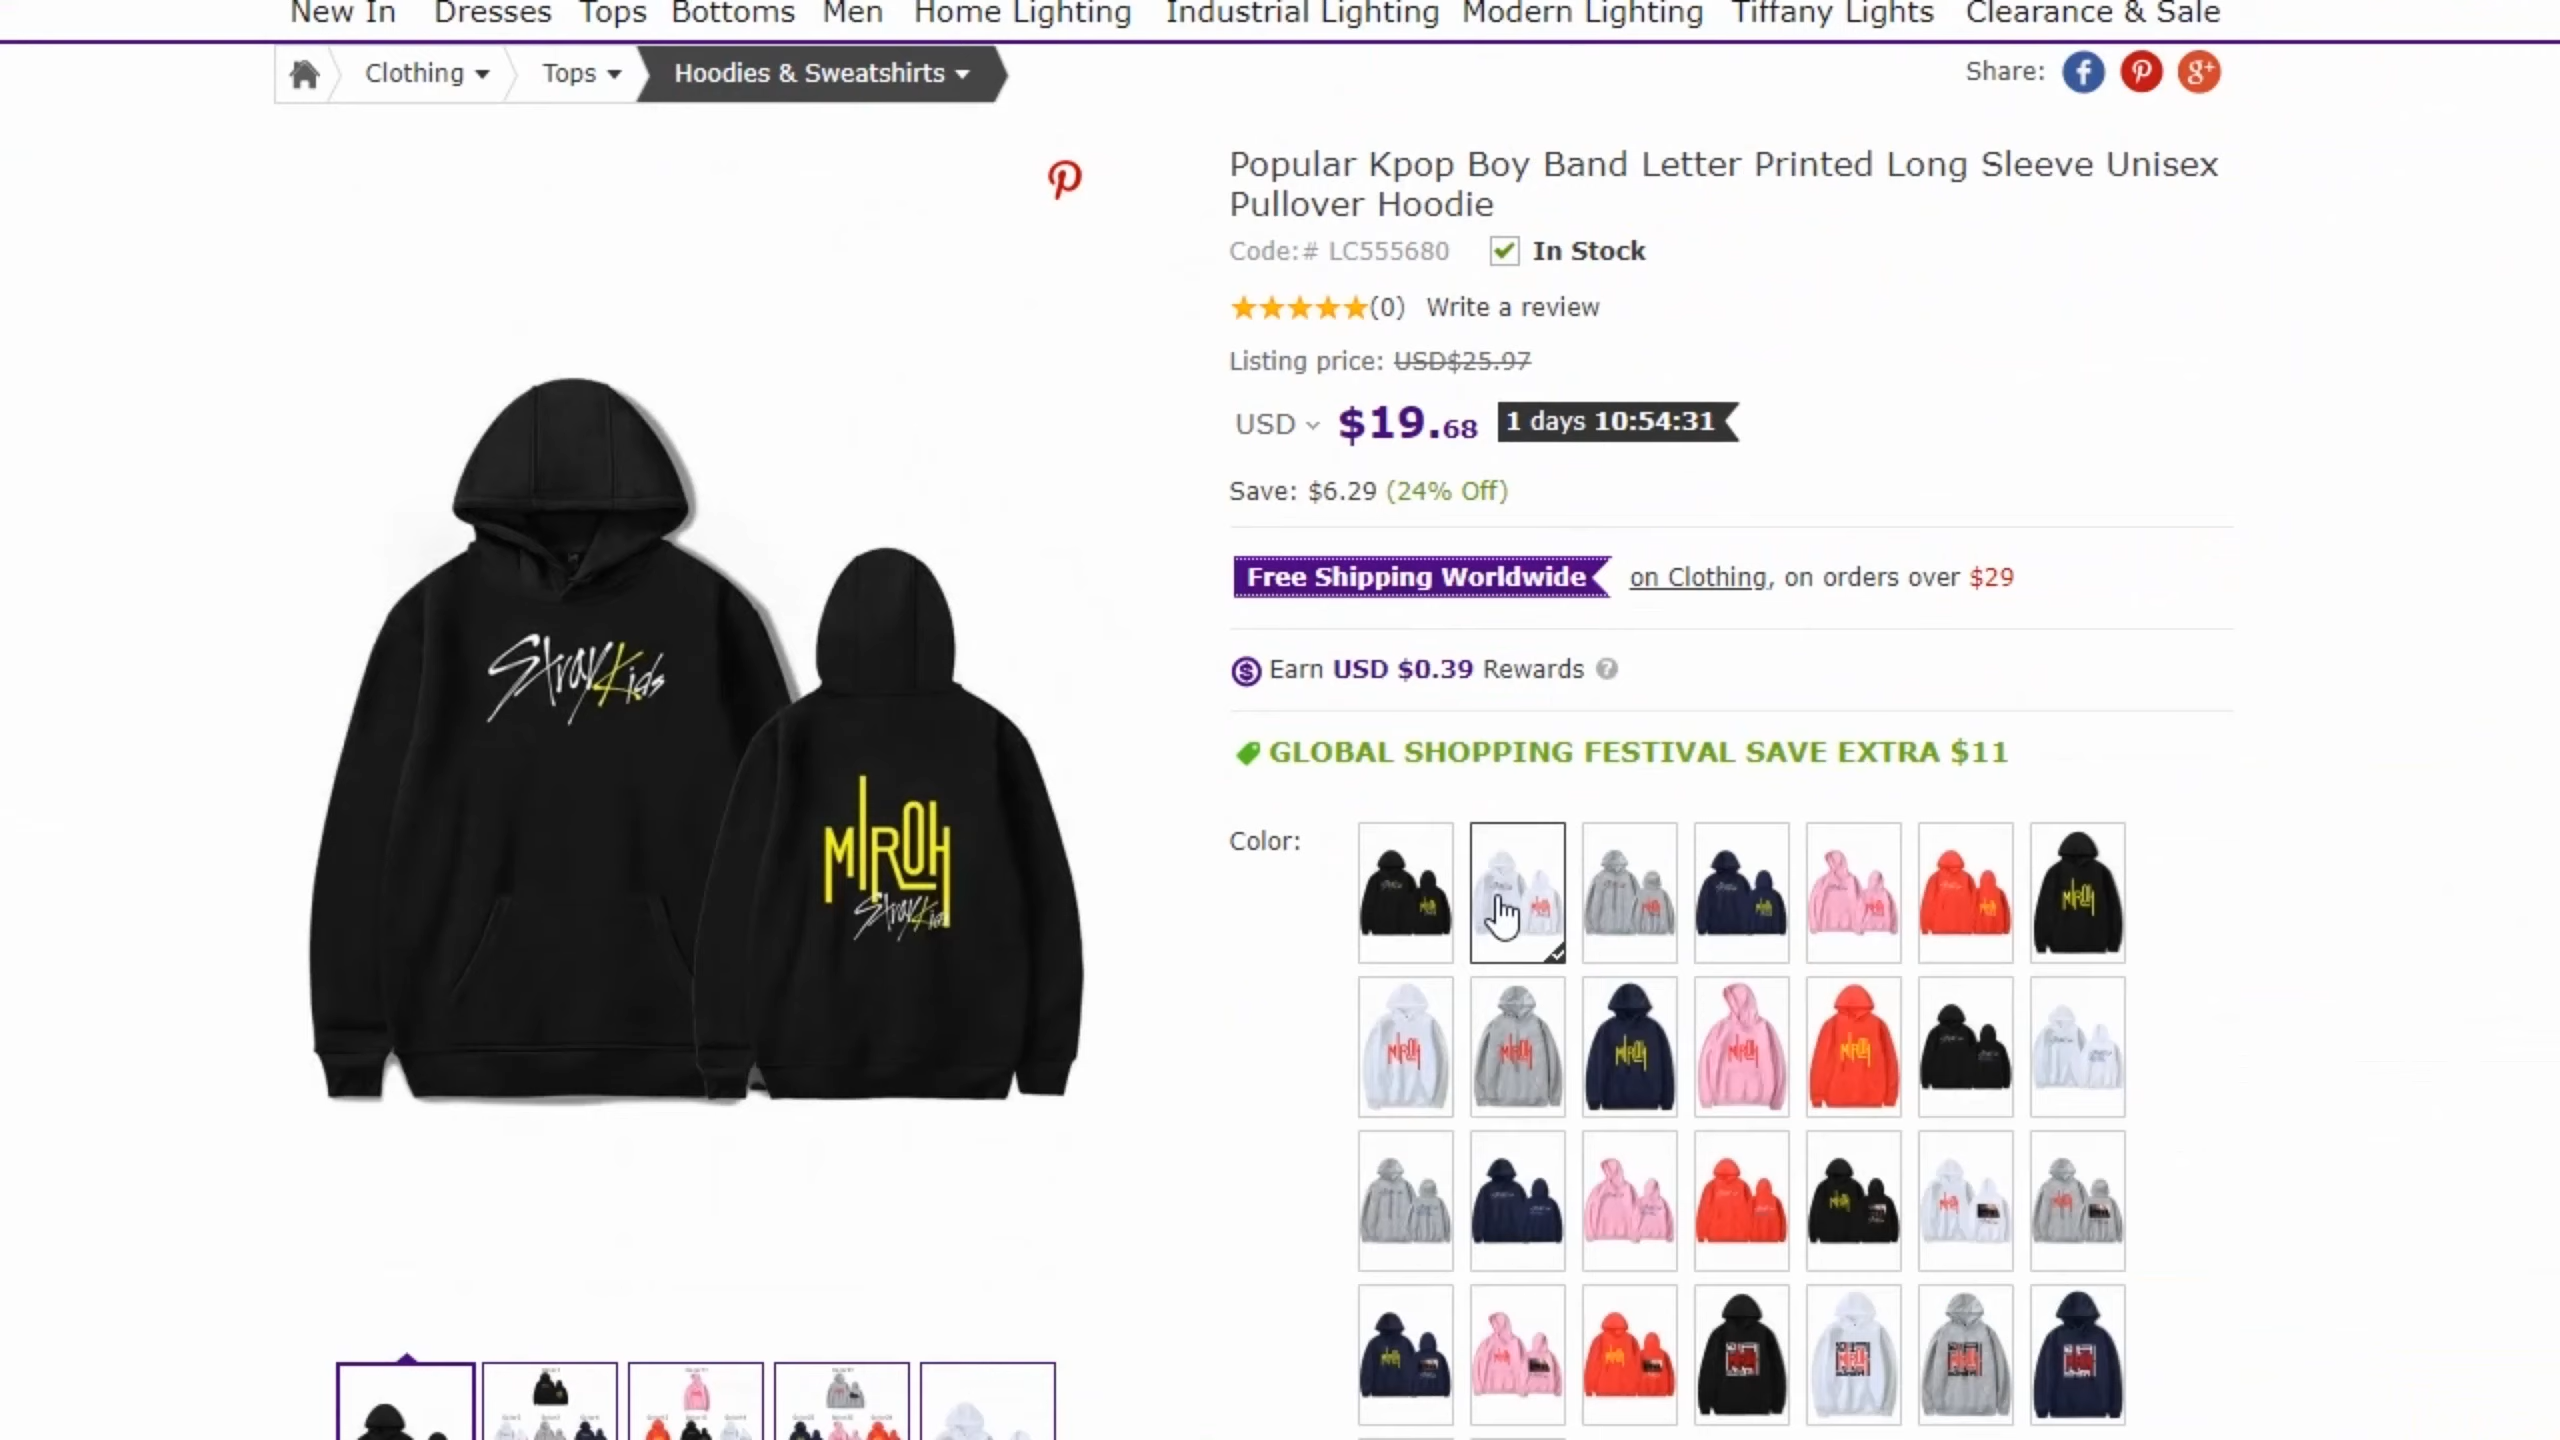 New In Dresses Tops Bottoms Men Home Lighting Industrial Lighting Modern Lighting Tiffany Lights Clearance & Sale
Clothing Tops Hoodies & Sweatshirts
Share:
Popular Kpop Boy Band Letter Printed Long Sleeve Unisex
Pullover Hoodie
Code:# LC555680 In Stock
(0) Write a review
Listing price: USD$25.97
USD $19.68 1 days 10:54:31
Save: $6.29 (24% Off)
Free Shipping Worldwide on Clothing, on orders over $29
Earn USD $0.39 Rewards ?
GLOBAL SHOPPING FESTIVAL SAVE EXTRA $11
Color:
Stray Kids
MIROH
Stray Kids